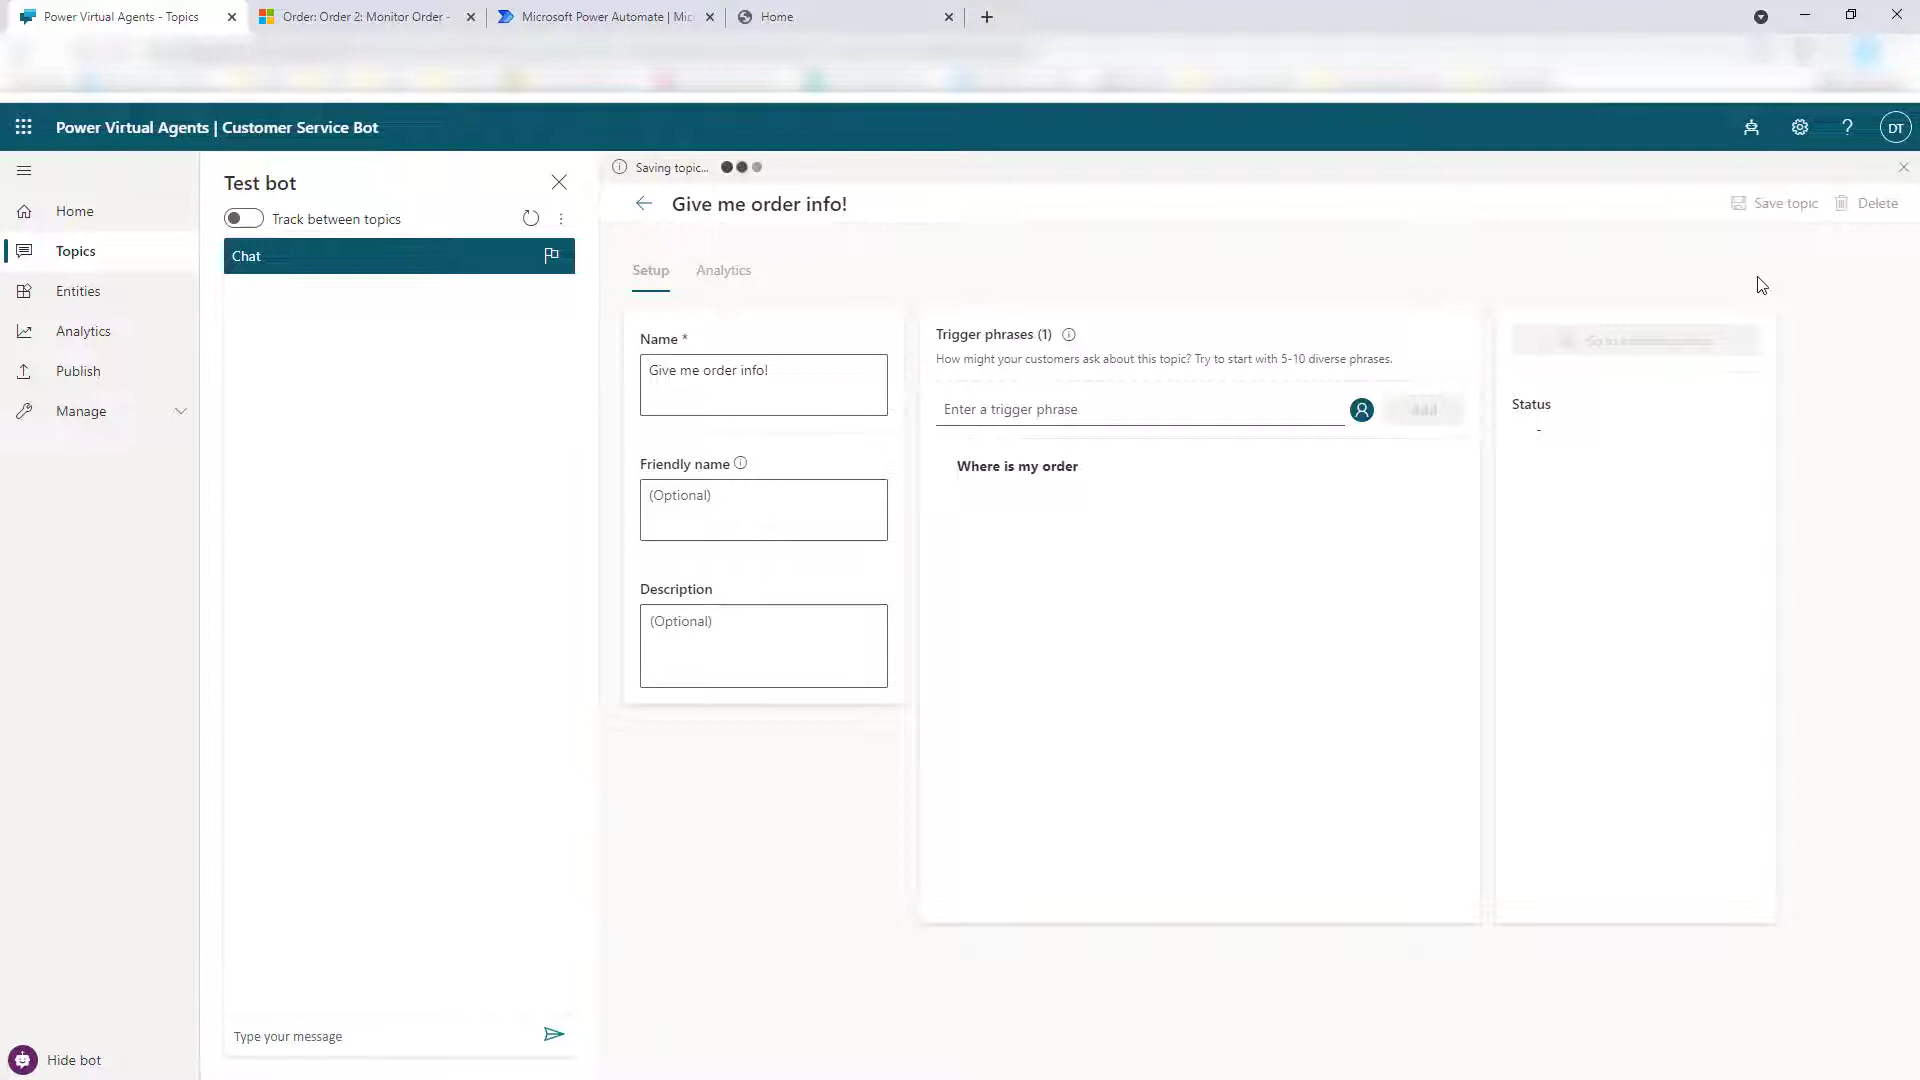 Power Virtual Agents - Topics
Order: Order 2: Monitor Order -
Microsoft Power Automate | Mic
Home
Power Virtual Agents | Customer Service Bot
? DT
Home
Topics
Entities
Analytics
Publish
Manage
Hide bot
Test bot
Track between topics
Chat
Type your message
Saving topic...
Give me order info!
Save topic
Delete
Setup
Analytics
Name *
Give me order info!
Friendly name
(Optional)
Description
(Optional)
Trigger phrases (1)
How might your customers ask about this topic? Try to start with 5-10 diverse phrases.
Enter a trigger phrase
Where is my order
Status
-